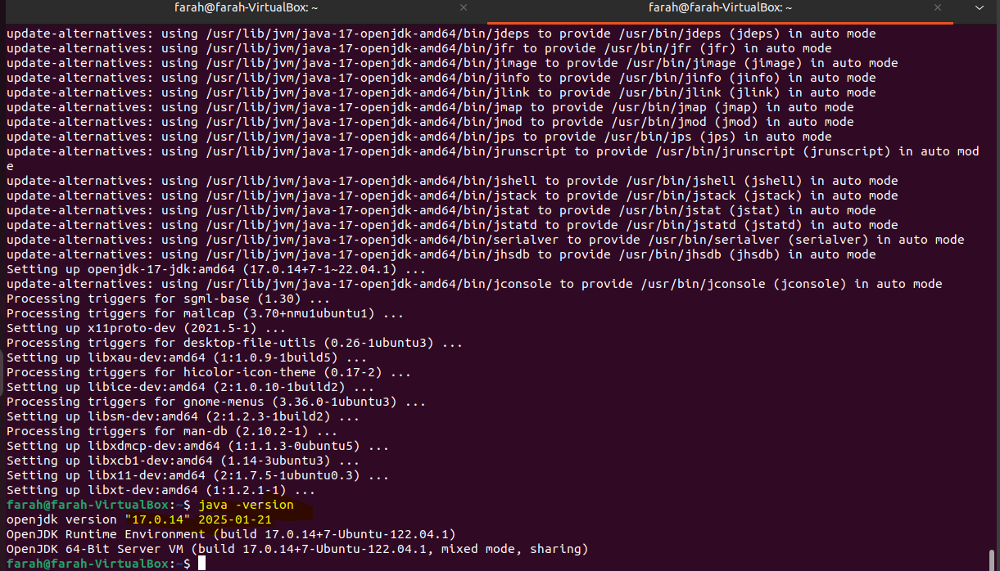 farah@farah-VirtualBox: ~ × farah@farah-VirtualBox: ~ ×
update-alternatives: using /usr/lib/jvm/java-17-openjdk-amd64/bin/jdeps to provide /usr/bin/jdeps (jdeps) in auto mode
update-alternatives: using /usr/lib/jvm/java-17-openjdk-amd64/bin/jfr to provide /usr/bin/jfr (jfr) in auto mode
update-alternatives: using /usr/lib/jvm/java-17-openjdk-amd64/bin/jimage to provide /usr/bin/jimage (jimage) in auto mode
update-alternatives: using /usr/lib/jvm/java-17-openjdk-amd64/bin/jinfo to provide /usr/bin/jinfo (jinfo) in auto mode
update-alternatives: using /usr/lib/jvm/java-17-openjdk-amd64/bin/jlink to provide /usr/bin/jlink (jlink) in auto mode
update-alternatives: using /usr/lib/jvm/java-17-openjdk-amd64/bin/jmap to provide /usr/bin/jmap (jmap) in auto mode
update-alternatives: using /usr/lib/jvm/java-17-openjdk-amd64/bin/jmod to provide /usr/bin/jmod (jmod) in auto mode
update-alternatives: using /usr/lib/jvm/java-17-openjdk-amd64/bin/jps to provide /usr/bin/jps (jps) in auto mode
update-alternatives: using /usr/lib/jvm/java-17-openjdk-amd64/bin/jrunscript to provide /usr/bin/jrunscript (jrunscript) in auto mod
e
update-alternatives: using /usr/lib/jvm/java-17-openjdk-amd64/bin/jshell to provide /usr/bin/jshell (jshell) in auto mode
update-alternatives: using /usr/lib/jvm/java-17-openjdk-amd64/bin/jstack to provide /usr/bin/jstack (jstack) in auto mode
update-alternatives: using /usr/lib/jvm/java-17-openjdk-amd64/bin/jstat to provide /usr/bin/jstat (jstat) in auto mode
update-alternatives: using /usr/lib/jvm/java-17-openjdk-amd64/bin/jstatd to provide /usr/bin/jstatd (jstatd) in auto mode
update-alternatives: using /usr/lib/jvm/java-17-openjdk-amd64/bin/serialver to provide /usr/bin/serialver (serialver) in auto mode
update-alternatives: using /usr/lib/jvm/java-17-openjdk-amd64/bin/jhsdb to provide /usr/bin/jhsdb (jhsdb) in auto mode
Setting up openjdk-17-jdk:amd64 (17.0.14+7-1~22.04.1) ...
update-alternatives: using /usr/lib/jvm/java-17-openjdk-amd64/bin/jconsole to provide /usr/bin/jconsole (jconsole) in auto mode
Processing triggers for sgml-base (1.30) ...
Processing triggers for mailcap (3.70+nmu1ubuntu1) ...
Setting up x11proto-dev (2021.5-1) ...
Processing triggers for desktop-file-utils (0.26-1ubuntu3) ...
Setting up libxau-dev:amd64 (1:1.0.9-1build5) ...
Processing triggers for hicolor-icon-theme (0.17-2) ...
Setting up libice-dev:amd64 (2:1.0.10-1build2) ...
Processing triggers for gnome-menus (3.36.0-1ubuntu3) ...
Setting up libsm-dev:amd64 (2:1.2.3-1build2) ...
Processing triggers for man-db (2.10.2-1) ...
Setting up libxdmcp-dev:amd64 (1:1.1.3-0ubuntu5) ...
Setting up libxcb1-dev:amd64 (1.14-3ubuntu3) ...
Setting up libx11-dev:amd64 (2:1.7.5-1ubuntu0.3) ...
Setting up libxt-dev:amd64 (1:1.2.1-1) ...
farah@farah-VirtualBox:~$ java -version
openjdk version "17.0.14" 2025-01-21
OpenJDK Runtime Environment (build 17.0.14+7-Ubuntu-122.04.1)
OpenJDK 64-Bit Server VM (build 17.0.14+7-Ubuntu-122.04.1, mixed mode, sharing)
farah@farah-VirtualBox:~$